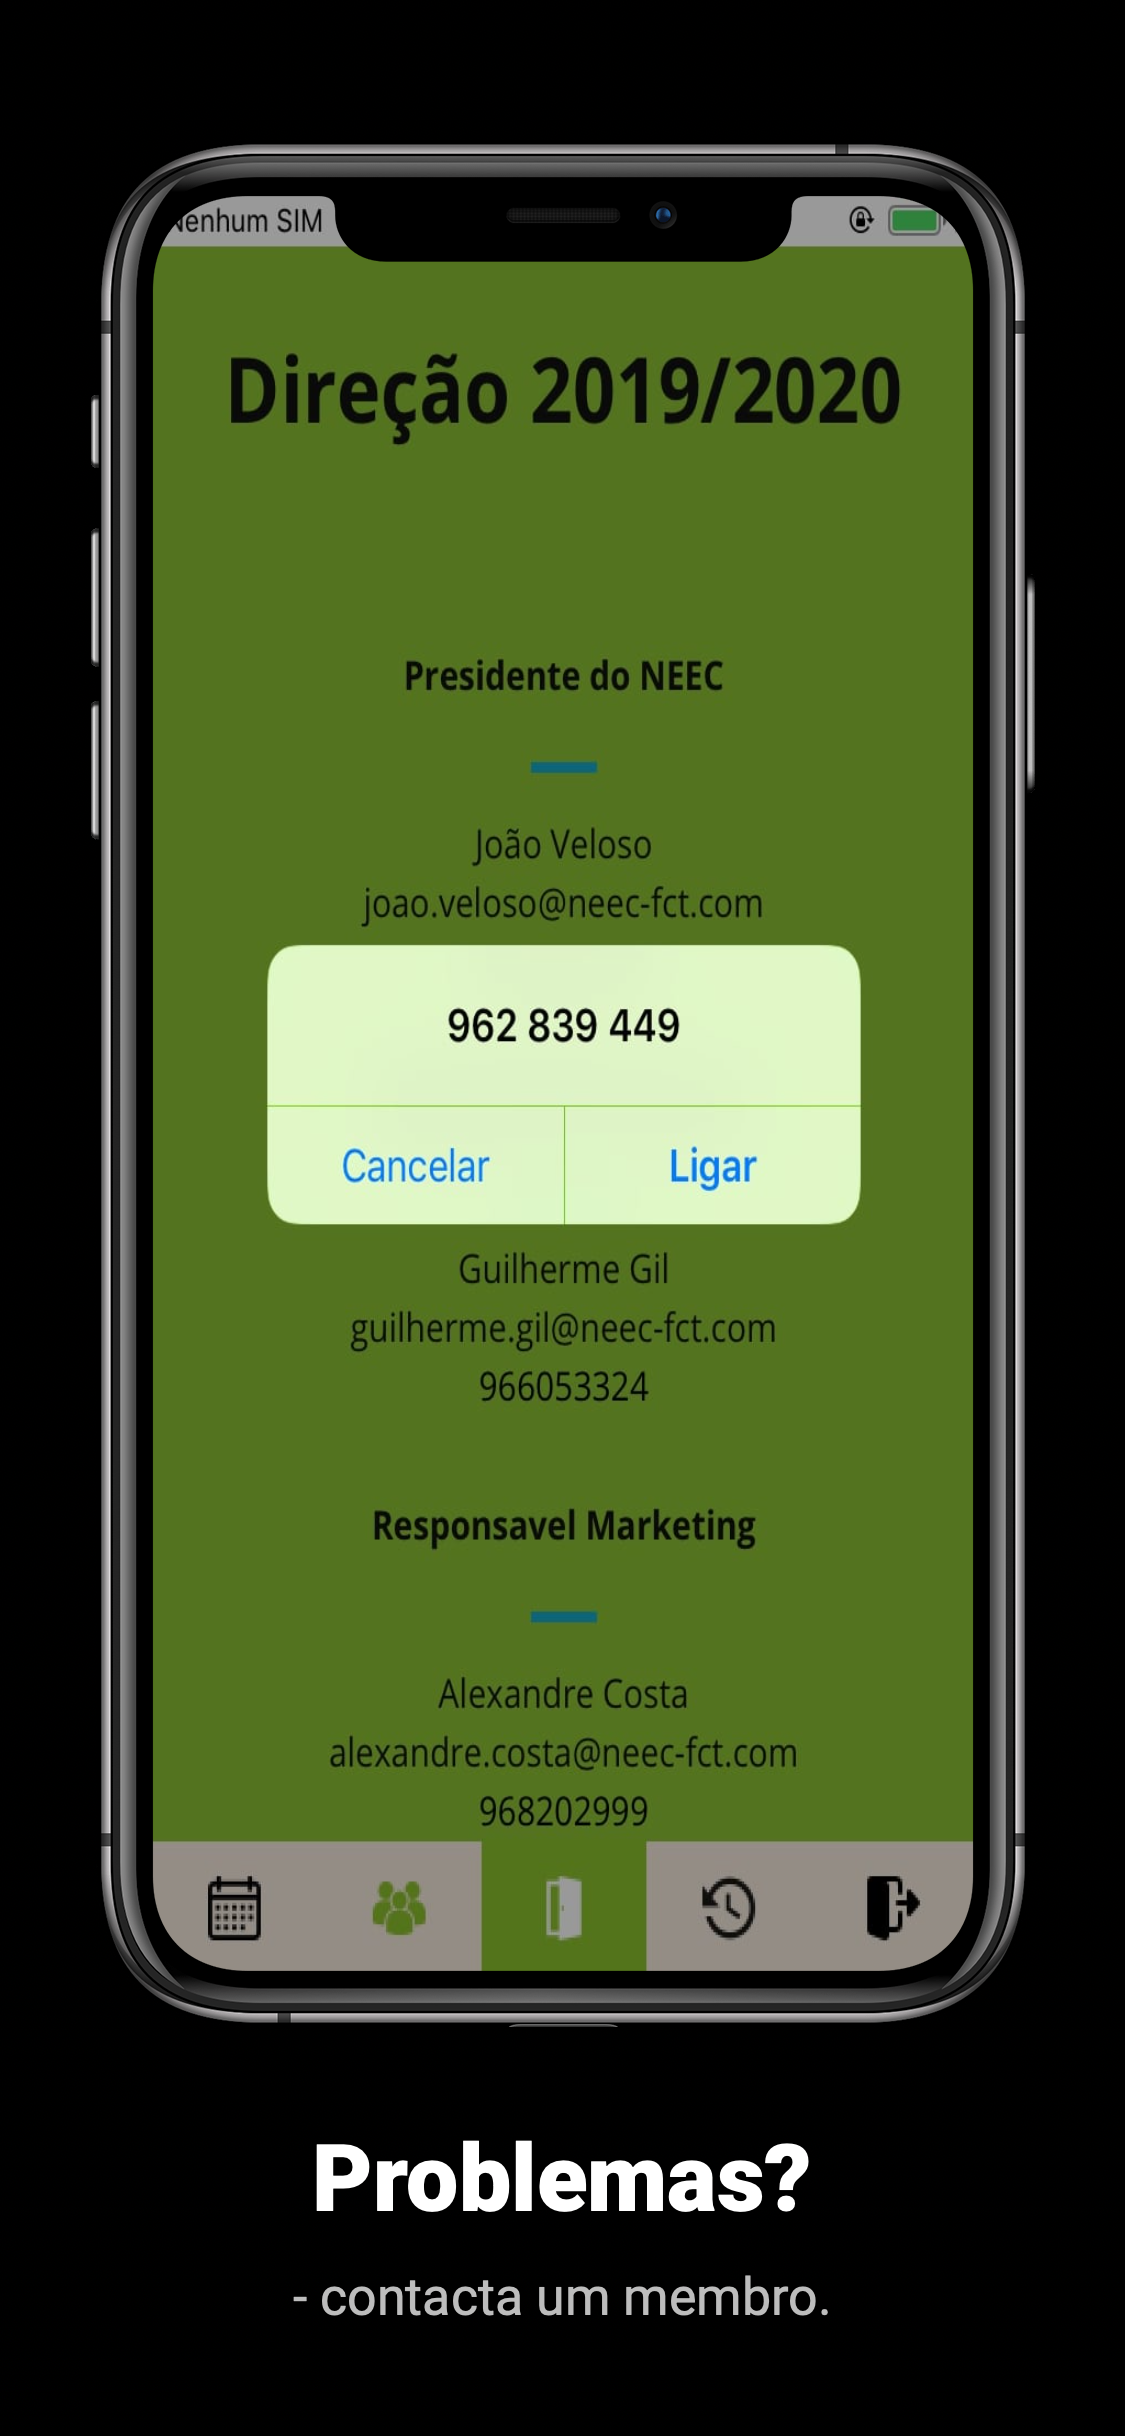 Nenhum SIM
Direção 2019/2020
Presidente do NEEC
João Veloso
joao.veloso@neec-fct.com
962 839 449
Cancelar
Ligar
Guilherme Gil
guilherme.gil@neec-fct.com
966053324
Responsavel Marketing
Alexandre Costa
alexandre.costa@neec-fct.com
968202999
Problemas?
- contacta um membro.